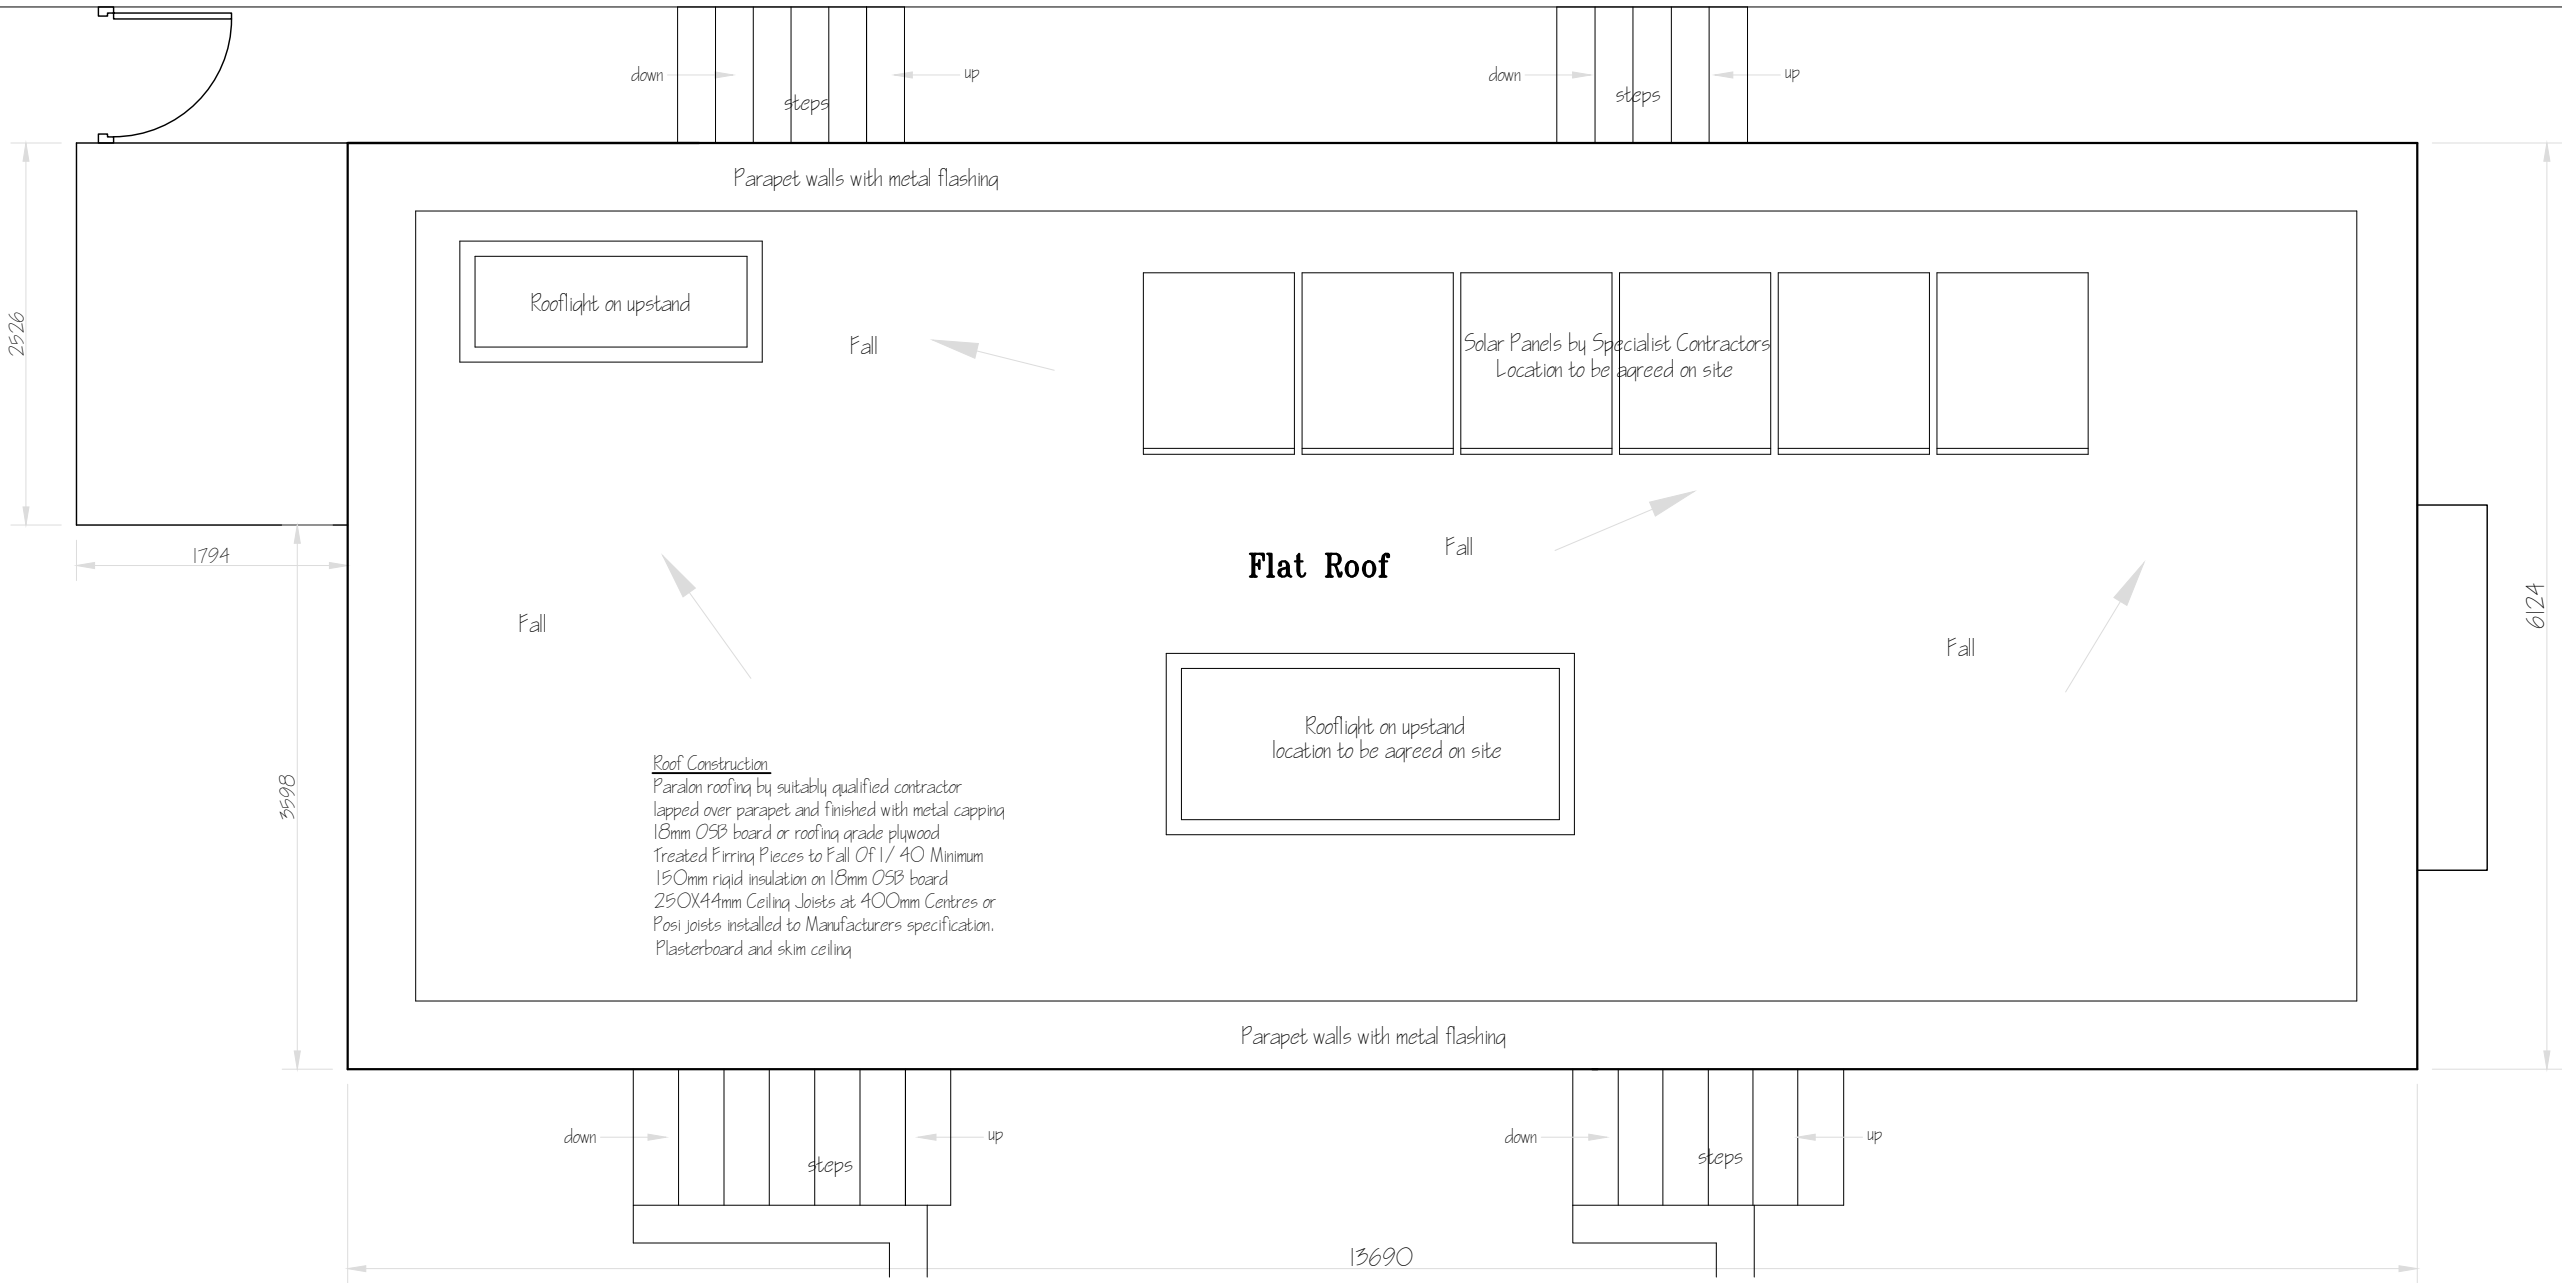 down
up
steps
down
up
steps
Parapet walls with metal flashing
Rooflight on upstand
Fall
Solar Panels by Specialist Contractors
Location to be agreed on site
2526
1794
Fall
Flat Roof
Fall
Fall
6124
3598
Rooflight on upstand
location to be agreed on site
Roof Construction
Paralon roofing by suitably qualified contractor
lapped over parapet and finished with metal capping
18mm OSB board or roofing grade plywood
Treated Firring Pieces to Fall Of 1/ 40 Minimum
150mm rigid insulation on 18mm OSB board
250X44mm Ceiling Joists at 400mm Centres or
Posi joists installed to Manufacturers specification.
Plasterboard and skim ceiling
Parapet walls with metal flashing
down
up
steps
down
up
steps
13690